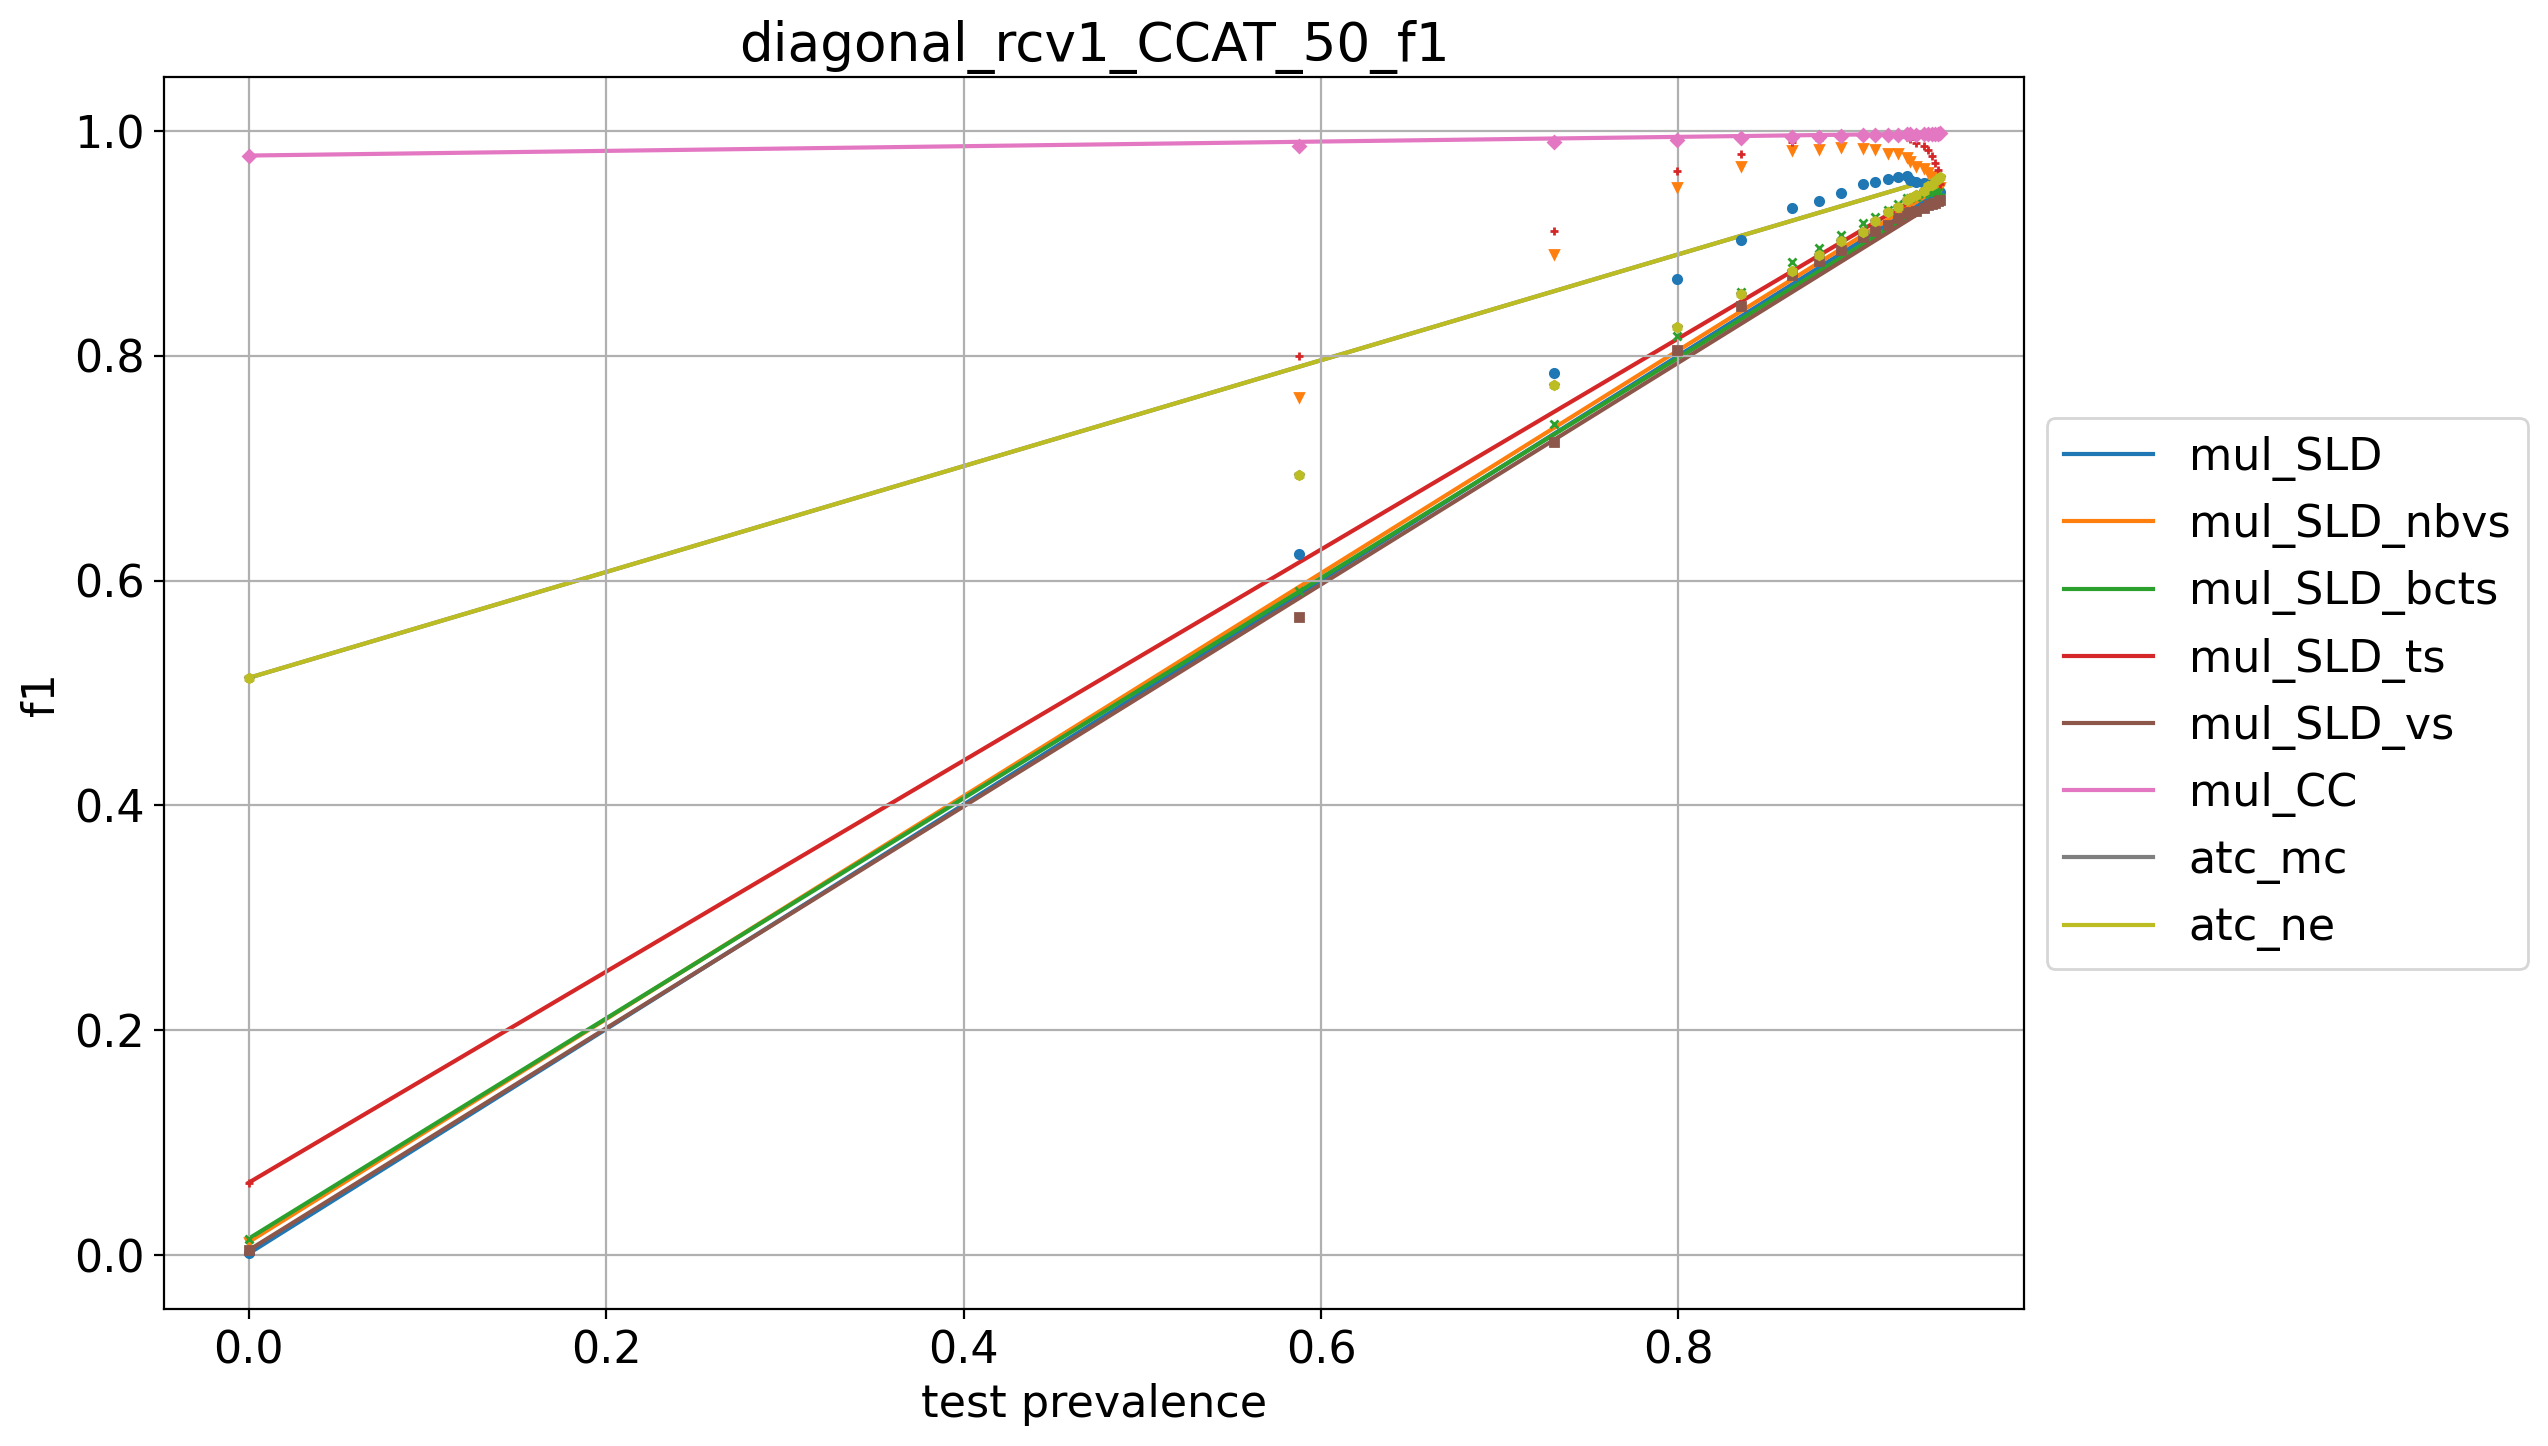 diagonal_rcv1_CCAT_50_f1
1.0
0.8
0.6
0.4
0.2
0.0
f1
0.0 0.2 0.4 0.6 0.8
test prevalence
mul_SLD
mul_SLD_nbvs
mul_SLD_bcts
mul_SLD_ts
mul_SLD_vs
mul_CC
atc_mc
atc_ne